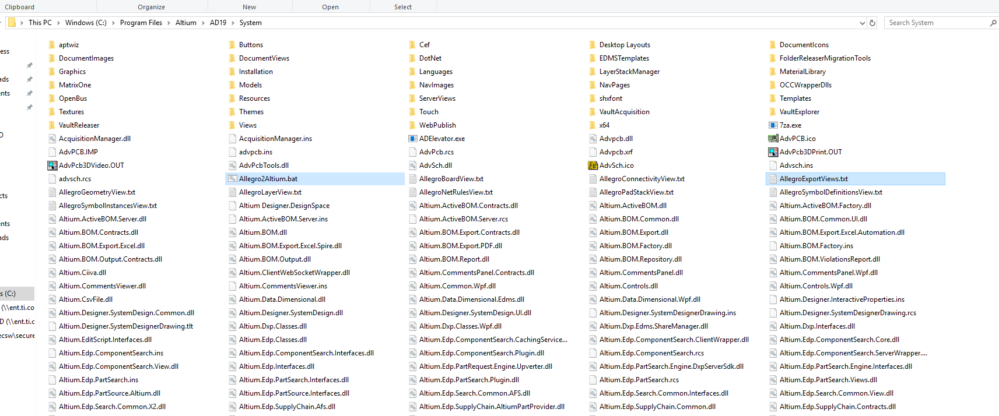 Clipboard Organize New Open Select
This PC Windows (C:) Program Files Altium AD19 System Search System
aptwiz Buttons Cef Desktop Layouts DocumentIcons
ess
DocumentImages DocumentViews DotNet EDMSTemplates FolderReleaserMigrationTools
Graphics Installation Languages LayerStackManager MaterialLibrary
ads
MatrixOne Models NavImages NavPages OCCWrapperDlls
ents
OpenBus Resources ServerViews shxfont Templates
Textures Themes Touch VaultAcquisition VaultExplorer
VaultReleaser Views WebPublish x64 7za.exe
AcquisitionManager.dll AcquisitionManager.ins ADElevator.exe Advpcb.dll AdvPCB.ico
AdvPCB.IMP advpcb.ins AdvPcb.rcs Advpcb.xrf AdvPcb3DPrint.OUT
AdvPcb3DVideo.OUT AdvPcbTools.dll AdvSch.dll AdvSch.ico Advsch.ins
advsch.rcs Allegro2Altium.bat AllegroBoardView.txt AllegroConnectivityView.txt AllegroExportViews.txt
AllegroGeometryView.txt AllegroLayerView.txt AllegroNetRulesView.txt AllegroPadStackView.txt AllegroSymbolDefinitionsView.txt
cts
AllegroSymbolInstancesView.txt Altium Designer.DesignSpace Altium.ActiveBOM.Contracts.dll Altium.ActiveBOM.dll Altium.ActiveBOM.Factory.dll
Altium.ActiveBOM.Server.dll Altium.ActiveBOM.Server.ins Altium.ActiveBOM.Server.rcs Altium.BOM.Common.dll Altium.BOM.Common.UI.dll
ents
Altium.BOM.Contracts.dll Altium.BOM.dll Altium.BOM.Export.Contracts.dll Altium.BOM.Export.dll Altium.BOM.Export.Excel.Automation.dll
ads
Altium.BOM.Export.Excel.dll Altium.BOM.Export.Excel.Spire.dll Altium.BOM.Export.PDF.dll Altium.BOM.Factory.dll Altium.BOM.Factory.ins
Altium.BOM.Output.Contracts.dll Altium.BOM.Output.dll Altium.BOM.Report.dll Altium.BOM.Repository.dll Altium.BOM.ViolationsReport.dll
Altium.Ciiva.dll Altium.ClientWebSocketWrapper.dll Altium.CommentsPanel.Contracts.dll Altium.CommentsPanel.dll Altium.CommentsPanel.Wpf.dll
Altium.CommentsViewer.dll Altium.CommentsViewer.ins Altium.Common.Wpf.dll Altium.Controls.dll Altium.Controls.Wpf.dll
s (C:)
Altium.CsvFile.dll Altium.Data.Dimensional.dll Altium.Data.Dimensional.Edms.dll Altium.Data.Dimensional.Wpf.dll Altium.Designer.InteractiveProperties.ins
(\\ent.ti.co
Altium.Designer.SystemDesign.Common.dll Altium.Designer.SystemDesign.dll Altium.Designer.SystemDesign.UI.dll Altium.Designer.SystemDesignerDrawing.ins Altium.Designer.SystemDesignerDrawing.rcs
D (\\ent.ti.c
Altium.Designer.SystemDesignerDrawing.tlt Altium.Dxp.Classes.dll Altium.Dxp.Classes.Wpf.dll Altium.Dxp.Edms.ShareManager.dll Altium.Dxp.Interfaces.dll
ecsw\secure
Altium.EditScript.Interfaces.dll Altium.Edp.Classes.dll Altium.Edp.ComponentSearch.CachingService... Altium.Edp.ComponentSearch.ClientWrapper.dll Altium.Edp.ComponentSearch.Core.dll
Altium.Edp.ComponentSearch.ins Altium.Edp.ComponentSearch.Interfaces.dll Altium.Edp.ComponentSearch.Plugin.dll Altium.Edp.ComponentSearch.rcs Altium.Edp.ComponentSearch.ServerWrapper....
Altium.Edp.ComponentSearch.View.dll Altium.Edp.Interfaces.dll Altium.Edp.PartRequest.Engine.Upverter.dll Altium.Edp.PartSearch.Engine.DxpServerSdk.dll Altium.Edp.PartSearch.Engine.Interfaces.dll
Altium.Edp.PartSearch.ins Altium.Edp.PartSearch.Interfaces.dll Altium.Edp.PartSearch.Plugin.dll Altium.Edp.PartSearch.rcs Altium.Edp.PartSearch.Views.dll
Altium.Edp.PartSource.Altium.dll Altium.Edp.PartSource.Interfaces.dll Altium.Edp.Search.Common.AFS.dll Altium.Edp.Search.Common.Interfaces.dll Altium.Edp.Search.Common.View.dll
Altium.Edp.Search.Common.X2.dll Altium.Edp.SupplyChain.Afs.dll Altium.Edp.SupplyChain.AltiumPartProvider.dll Altium.Edp.SupplyChain.Common.dll Altium.Edp.SupplyChain.Contracts.dll